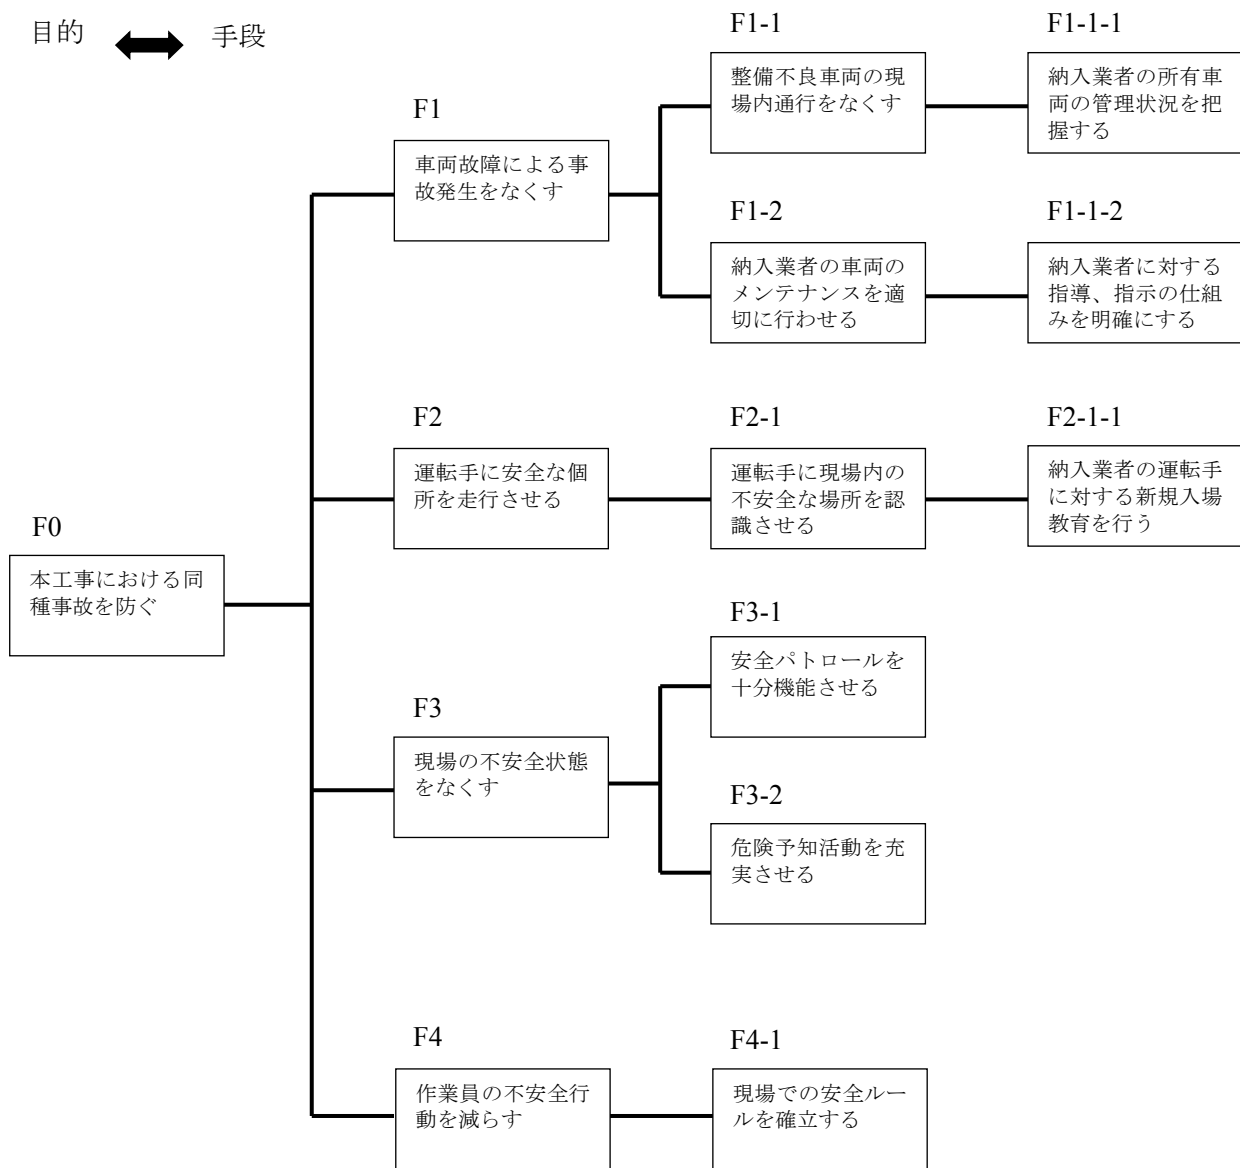 目的 手段
F1-1
整備不良車両の現
場内通行をなくす
F1-1-1
納入業者の所有車
両の管理状況を把
握する
F1
車両故障による事
故発生をなくす
F1-2
納入業者の車両の
メンテナンスを適
切に行わせる
F1-1-2
納入業者に対する
指導、指示の仕組
みを明確にする
F2
運転手に安全な個
所を走行させる
F2-1
運転手に現場内の
不安全な場所を認
識させる
F2-1-1
納入業者の運転手
に対する新規入場
教育を行う
F0
本工事における同
種事故を防ぐ
F3-1
安全パトロールを
十分機能させる
F3
現場の不安全状態
をなくす
F3-2
危険予知活動を充
実させる
F4
作業員の不安全行
動を減らす
F4-1
現場での安全ルー
ルを確立する